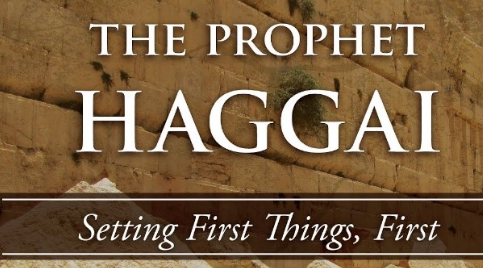 THE PROPHET
HAGGAI
Setting First Things, First